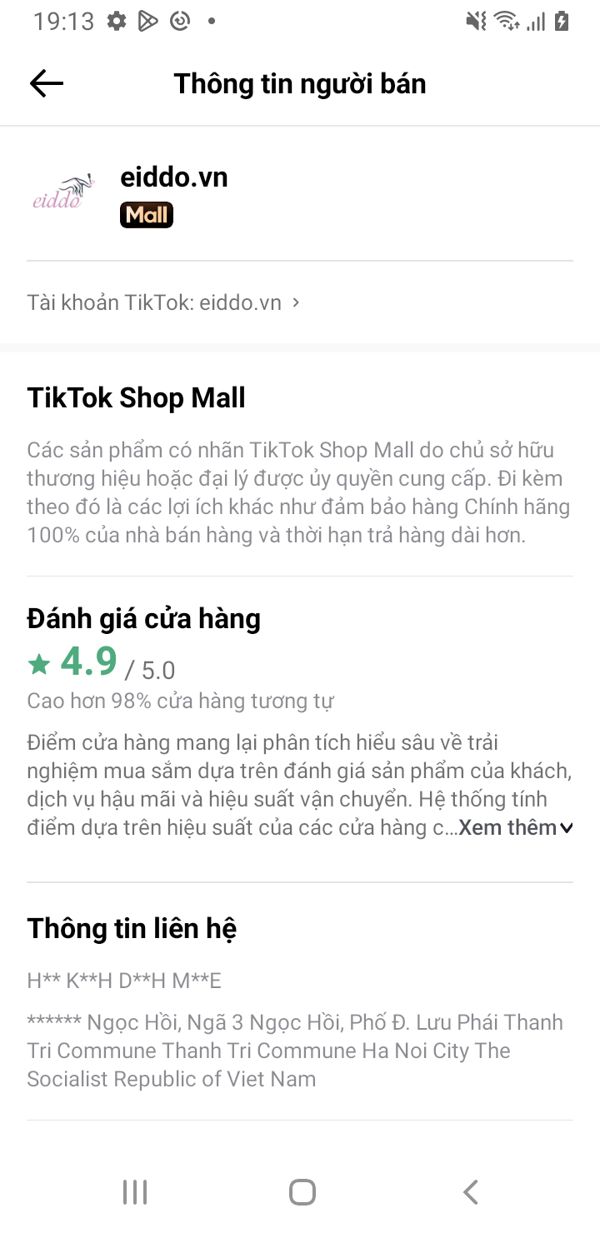 19:13
Thông tin người bán
eiddo
eiddo.vn
Mall
Tài khoản TikTok: eiddo.vn >
TikTok Shop Mall
Các sản phẩm có nhãn TikTok Shop Mall do chủ sở hữu
thương hiệu hoặc đại lý được ủy quyền cung cấp. Đi kèm
theo đó là các lợi ích khác như đảm bảo hàng Chính hãng
100% của nhà bán hàng và thời hạn trả hàng dài hơn.
Đánh giá cửa hàng
★ 4.9 / 5.0
Cao hơn 98% cửa hàng tương tự
Điểm cửa hàng mang lại phân tích hiểu sâu về trải
nghiệm mua sắm dựa trên đánh giá sản phẩm của khách,
dịch vụ hậu mãi và hiệu suất vận chuyển. Hệ thống tính
điểm dựa trên hiệu suất của các cửa hàng c...Xem thêm
Thông tin liên hệ
H** K**H D**H M**E
****** Ngọc Hồi, Ngã 3 Ngọc Hồi, Phố Đ. Lưu Phái Thanh
Tri Commune Thanh Tri Commune Ha Noi City The
Socialist Republic of Viet Nam